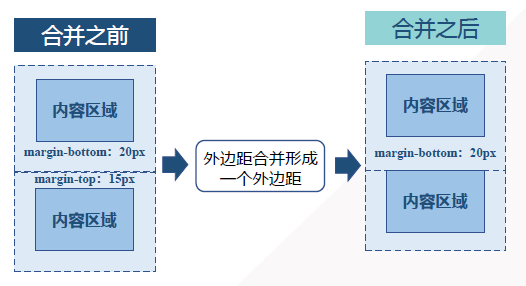 合并之前
内容区域
margin-bottom：20px
margin-top：15px
内容区域
外边距合并形成
一个外边距
合并之后
内容区域
margin-bottom：20px
内容区域